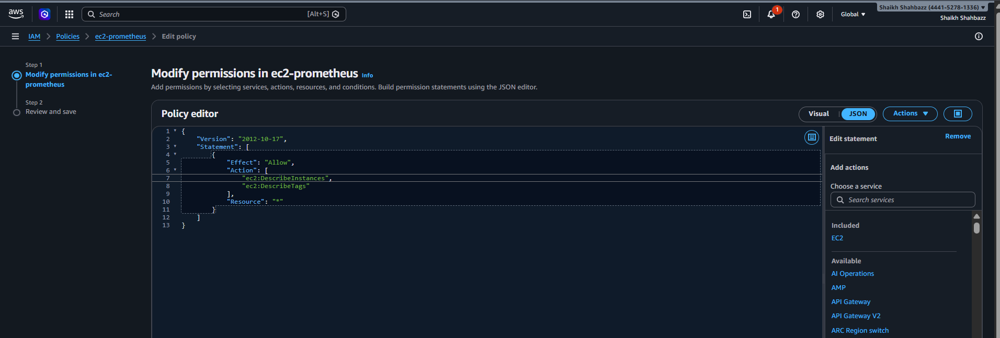 aws
Search
[Alt+S]
1
Global
Shaikh Shahbazz (4441-5278-1336)
Shaikh Shahbazz
IAM
Policies
ec2-prometheus
Edit policy
Step 1
Modify permissions in ec2-
prometheus
Step 2
Review and save
Modify permissions in ec2-prometheus Info
Add permissions by selecting services, actions, resources, and conditions. Build permission statements using the JSON editor.
Policy editor
Visual
JSON
Actions
1 {
2 "Version": "2012-10-17",
3 "Statement": [
4 {
5 "Effect": "Allow",
6 "Action": [
7 "ec2:DescribeInstances",
8 "ec2:DescribeTags"
9 ],
10 "Resource": "*"
11 }
12 ]
13 }
Edit statement
Remove
Add actions
Choose a service
Search services
Included
EC2
Available
AI Operations
AMP
API Gateway
API Gateway V2
ARC Region switch